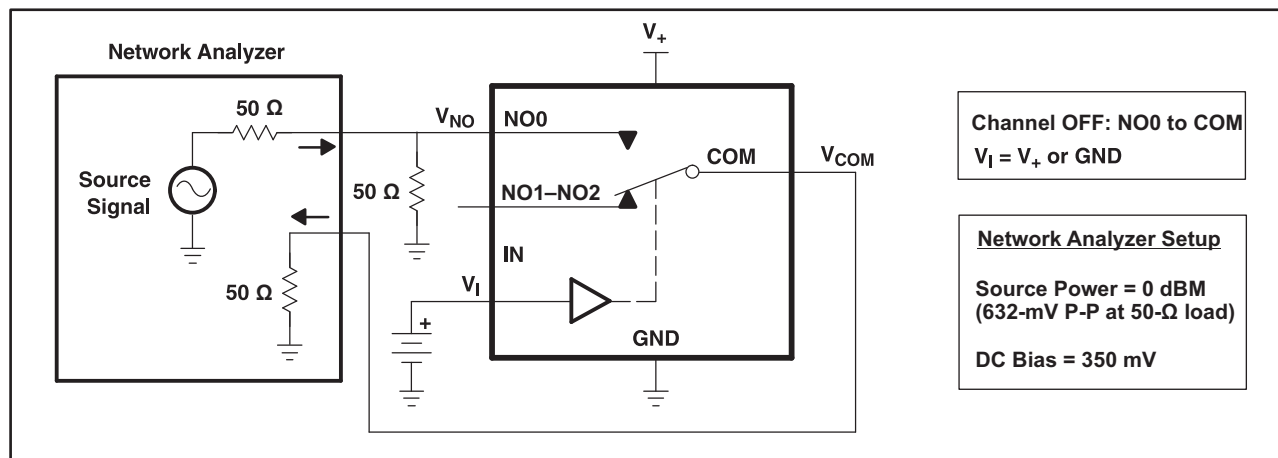 V+
Network Analyzer
50 Ω
VNO
NO0
COM
VCOM
Source
Signal
50 Ω
NO1–NO2
IN
50 Ω
VI
+
GND
Channel OFF: NO0 to COM
VI = V+ or GND
Network Analyzer Setup
Source Power = 0 dBM
(632-mV P-P at 50-Ω load)
DC Bias = 350 mV